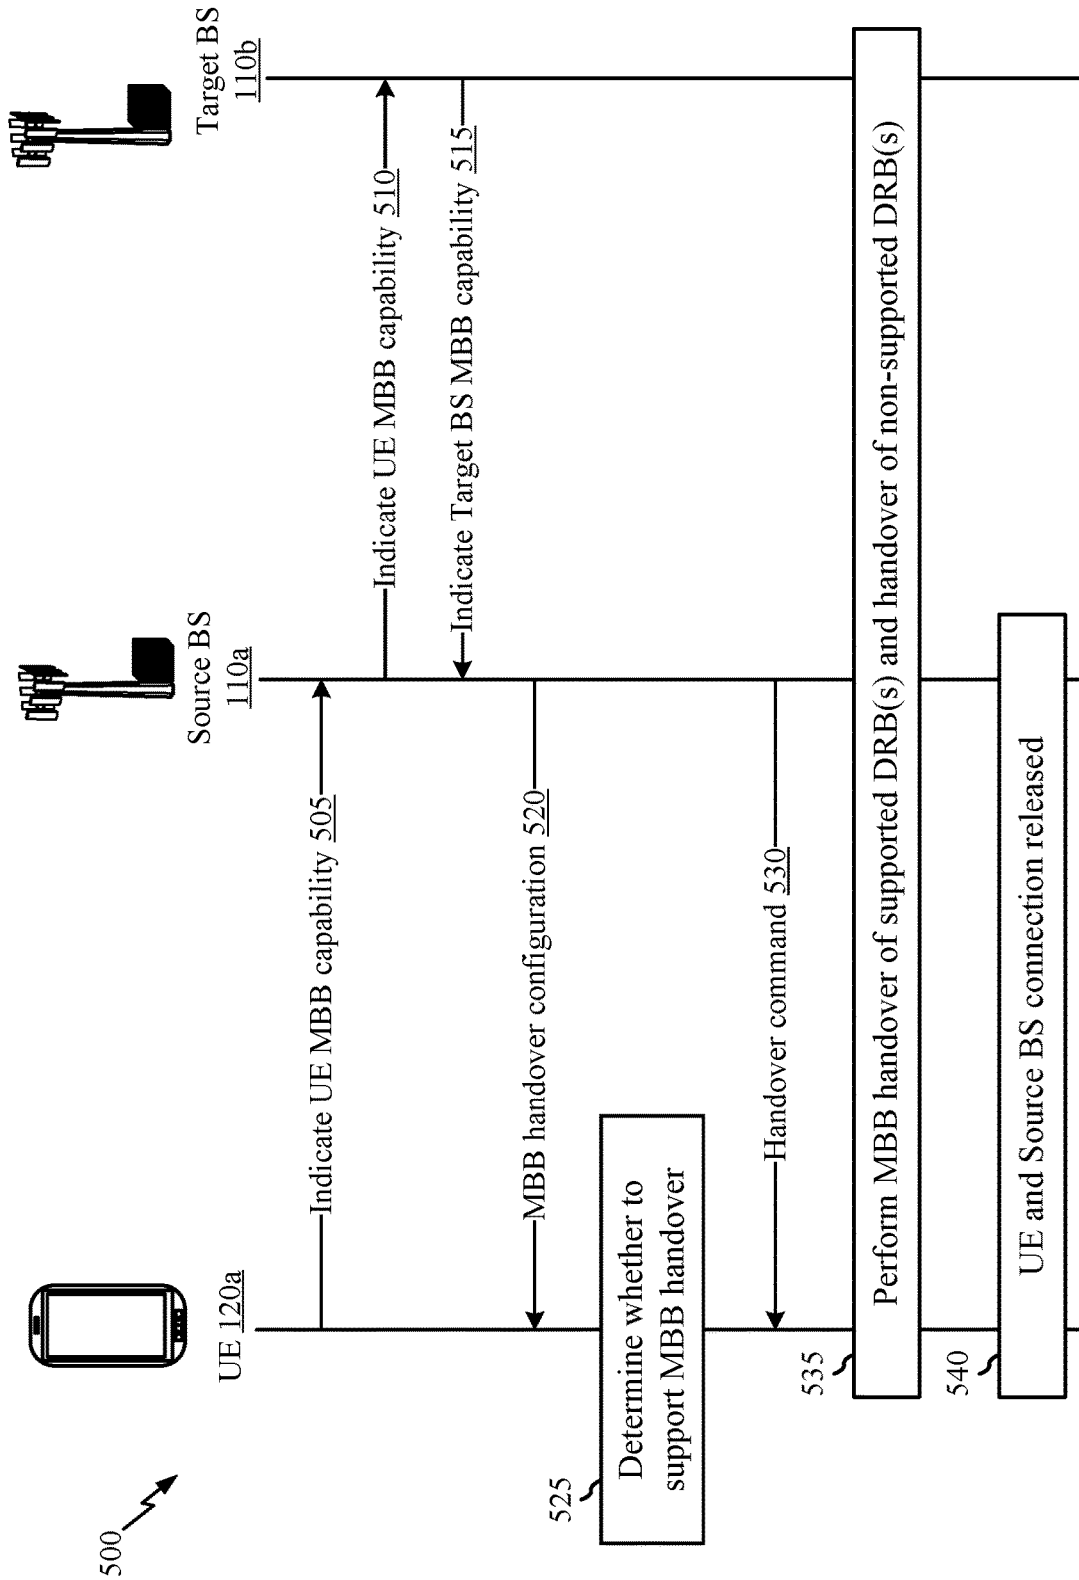 500
UE 120a
Source BS
110a
Target BS
110b
Indicate UE MBB capability 505
Indicate UE MBB capability 510
Indicate Target BS MBB capability 515
MBB handover configuration 520
525
Determine whether to
support MBB handover
Handover command 530
535
Perform MBB handover of supported DRB(s) and handover of non-supported DRB(s)
540
UE and Source BS connection released